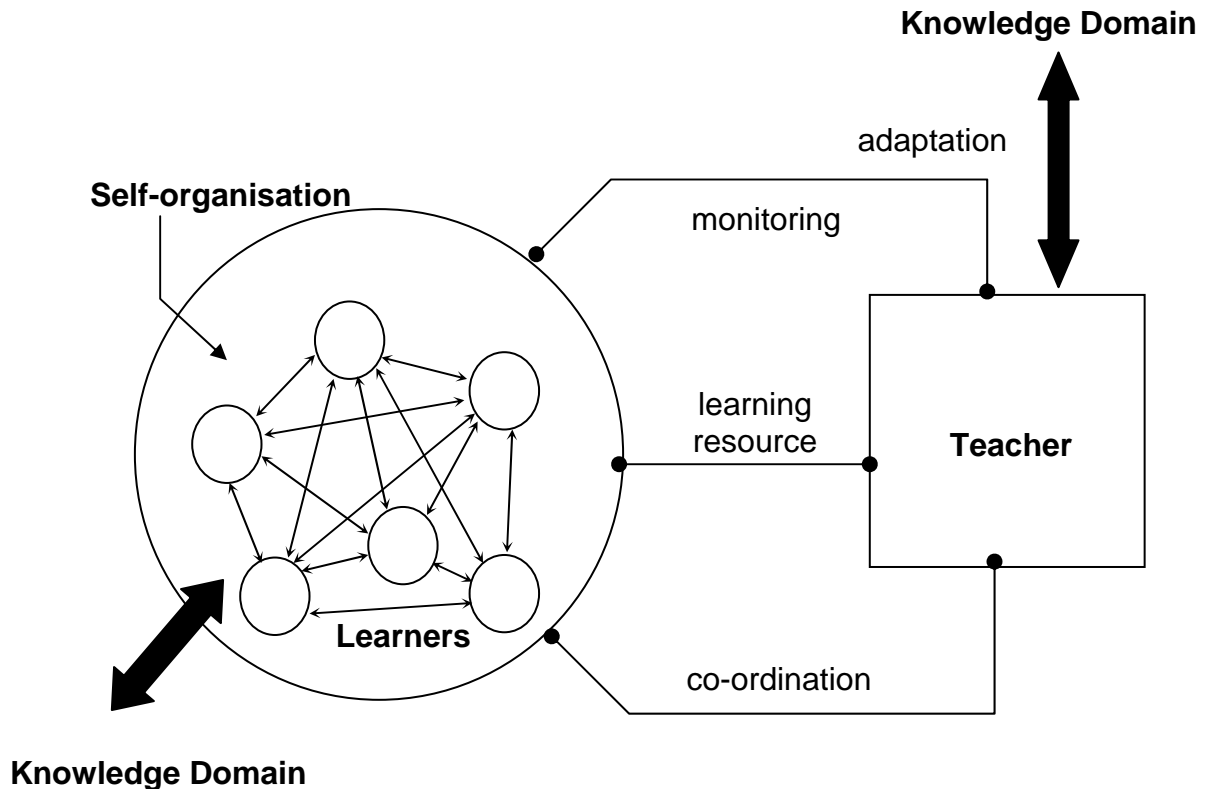 Knowledge Domain
adaptation
Self-organisation
monitoring
learning
resource
Teacher
Learners
co-ordination
Knowledge Domain